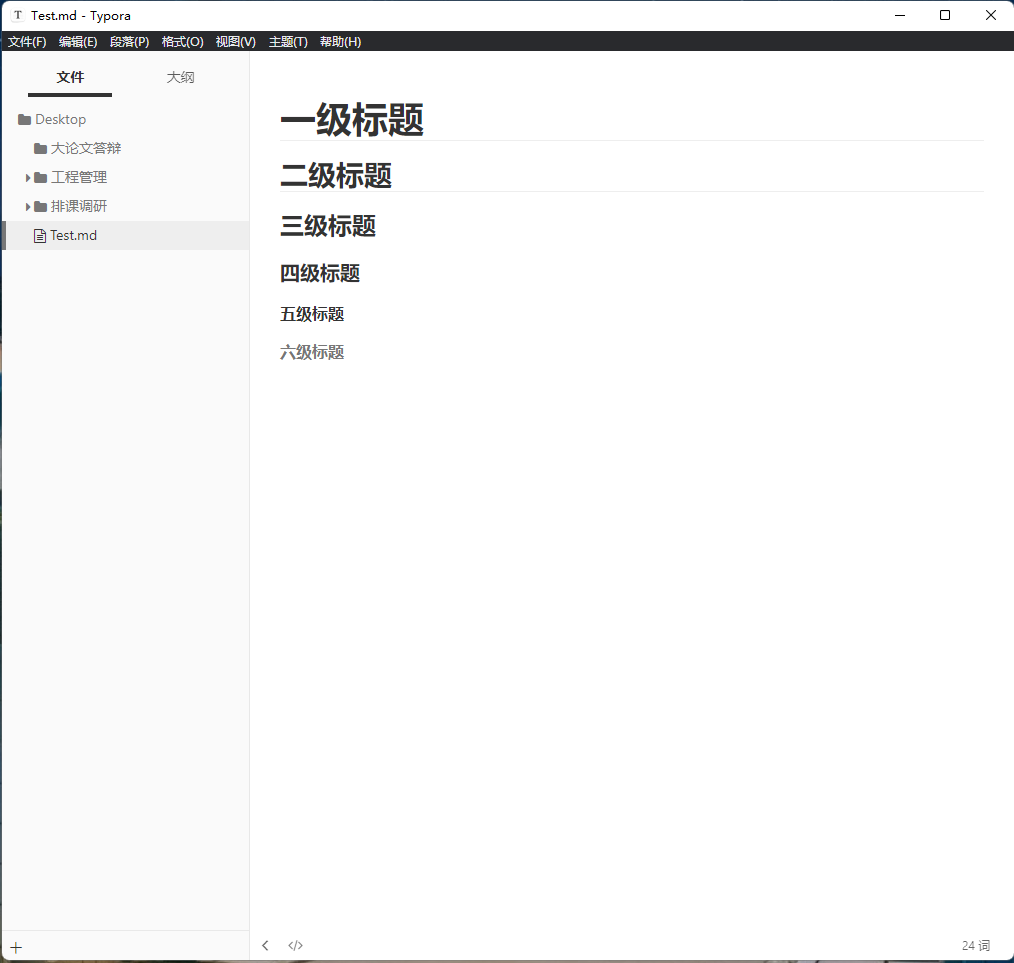 T Test.md - Typora
文件(F) 编辑(E) 段落(P) 格式(O) 视图(V) 主题(T) 帮助(H)
文件 大纲
Desktop
大论文答辩
工程管理
排课调研
Test.md
一级标题
二级标题
三级标题
四级标题
五级标题
六级标题
24 词